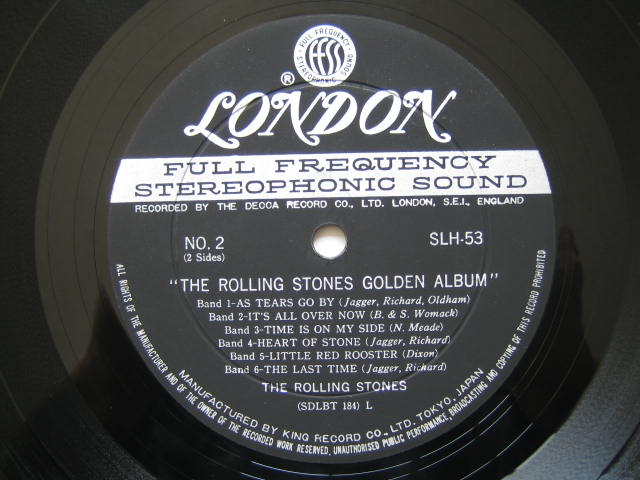 FULL FREQUENCY
ffss
STEREOPHONIC SOUND
®
LONDON
FULL FREQUENCY
STEREOPHONIC SOUND
RECORDED BY THE DECCA RECORD CO., LTD. LONDON, S.E.I., ENGLAND
NO. 2
(2 Sides)
SLH-53
"THE ROLLING STONES GOLDEN ALBUM"
Band 1-AS TEARS GO BY (Jagger, Richard, Oldham)
Band 2-IT'S ALL OVER NOW (B. & S. Womack)
Band 3-TIME IS ON MY SIDE (N. Meade)
Band 4-HEART OF STONE (Jagger, Richard)
Band 5-LITTLE RED ROOSTER (Dixon)
Band 6-THE LAST TIME (Jagger, Richard)
THE ROLLING STONES
(SDLBT 184) L
MANUFACTURED BY KING RECORD CO., LTD. TOKYO, JAPAN
ALL RIGHTS OF THE MANUFACTURER AND OF THE OWNER OF THE RECORDED WORK RESERVED, UNAUTHORISED PUBLIC PERFORMANCE, BROADCASTING AND COPYING OF THIS RECORD PROHIBITED